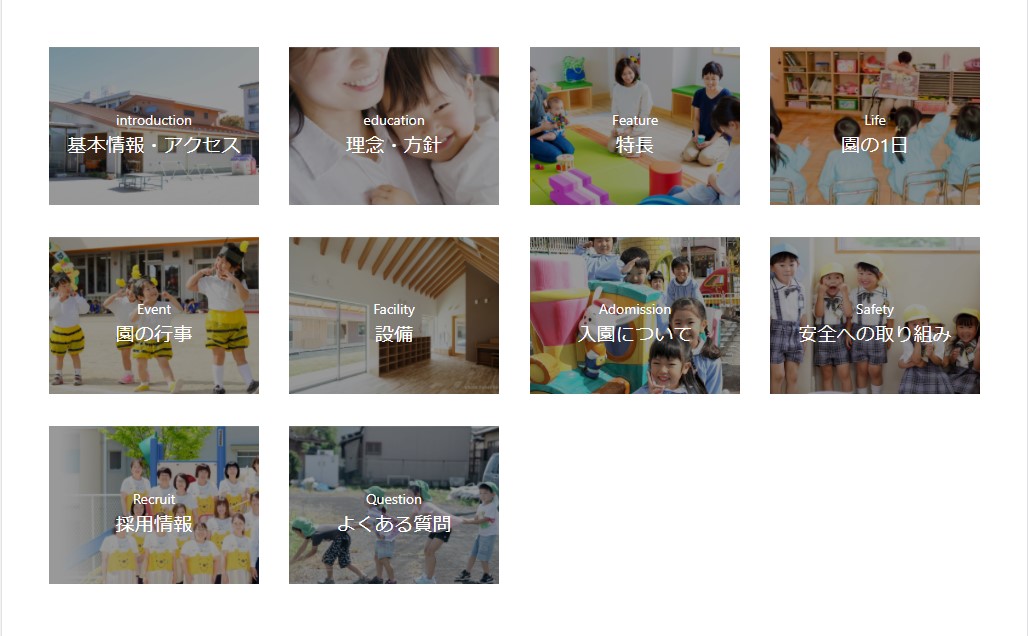 introduction
基本情報・アクセス
education
理念・方針
Feature
特長
Life
園の1日
Event
園の行事
Facility
設備
Adomission
入園について
Safety
安全への取り組み
Recruit
採用情報
Question
よくある質問